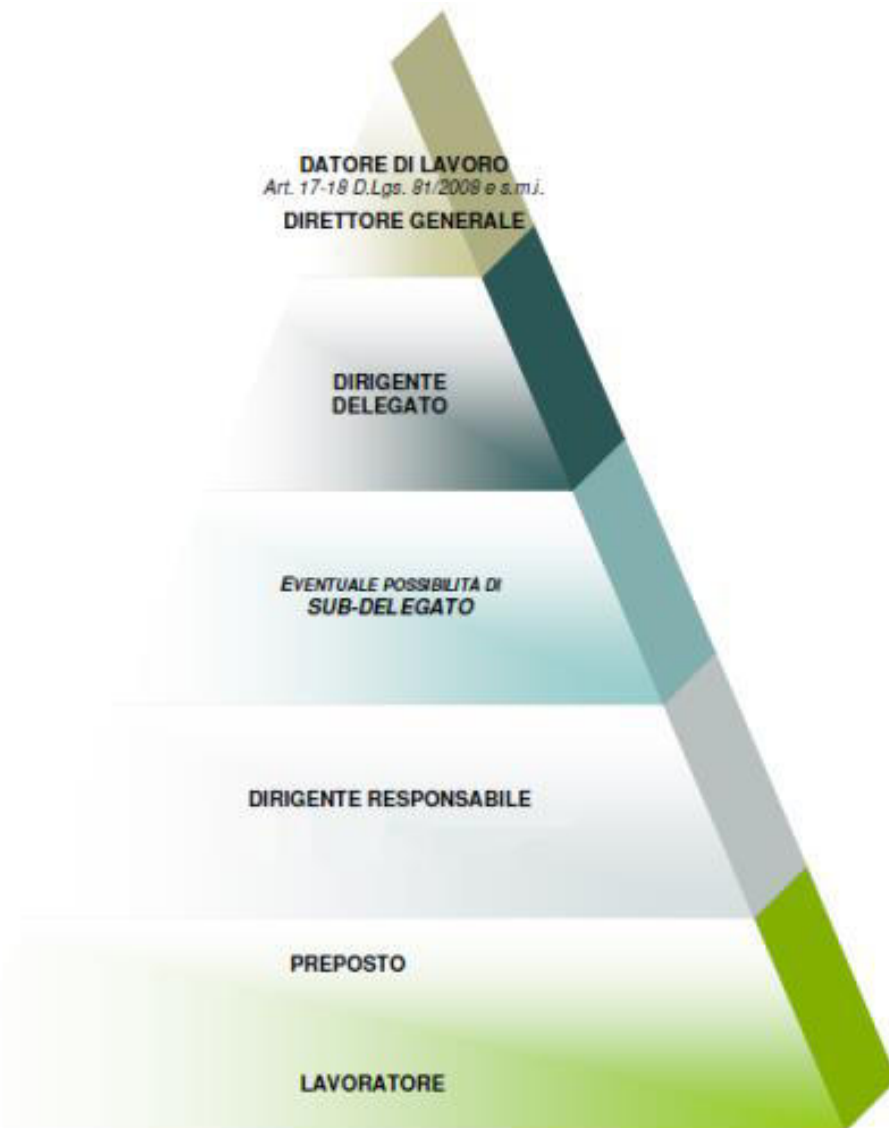 DATORE DI LAVORO
Art. 17-18 D.Lgs. 81/2008 e s.m.i.
DIRETTORE GENERALE
DIRIGENTE
DELEGATO
EVENTUALE POSSIBILITÀ DI
SUB-DELEGATO
DIRIGENTE RESPONSABILE
PREPOSTO
LAVORATORE